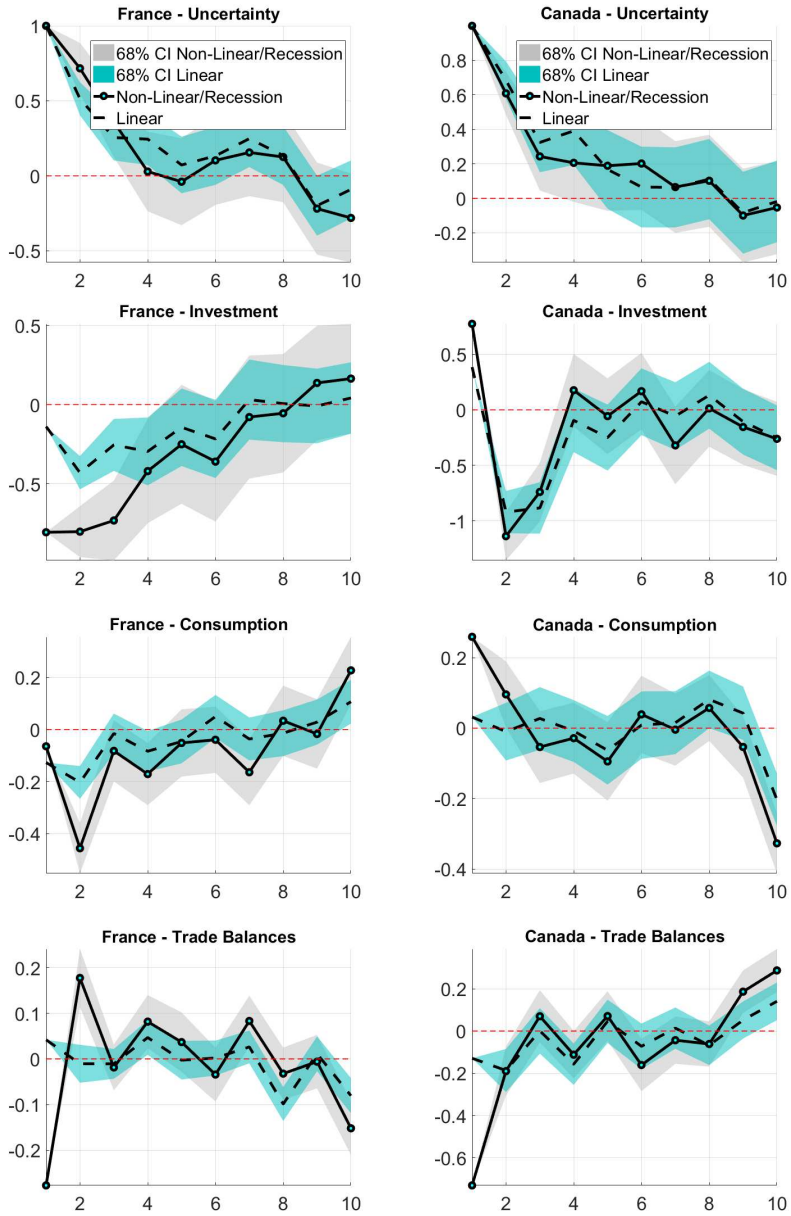 France - Uncertainty
1
0.5
0
-0.5
2 4 6 8 10
68% CI Non-Linear/Recession
68% CI Linear
Non-Linear/Recession
Linear
Canada - Uncertainty
0.8
0.6
0.4
0.2
0
-0.2
2 4 6 8 10
68% CI Non-Linear/Recession
68% CI Linear
Non-Linear/Recession
Linear
France - Investment
0.5
0
-0.5
2 4 6 8 10
Canada - Investment
0.5
0
-0.5
-1
2 4 6 8 10
France - Consumption
0.2
0
-0.2
-0.4
2 4 6 8 10
Canada - Consumption
0.2
0
-0.2
-0.4
2 4 6 8 10
France - Trade Balances
0.2
0.1
0
-0.1
-0.2
2 4 6 8 10
Canada - Trade Balances
0.2
0
-0.2
-0.4
-0.6
2 4 6 8 10